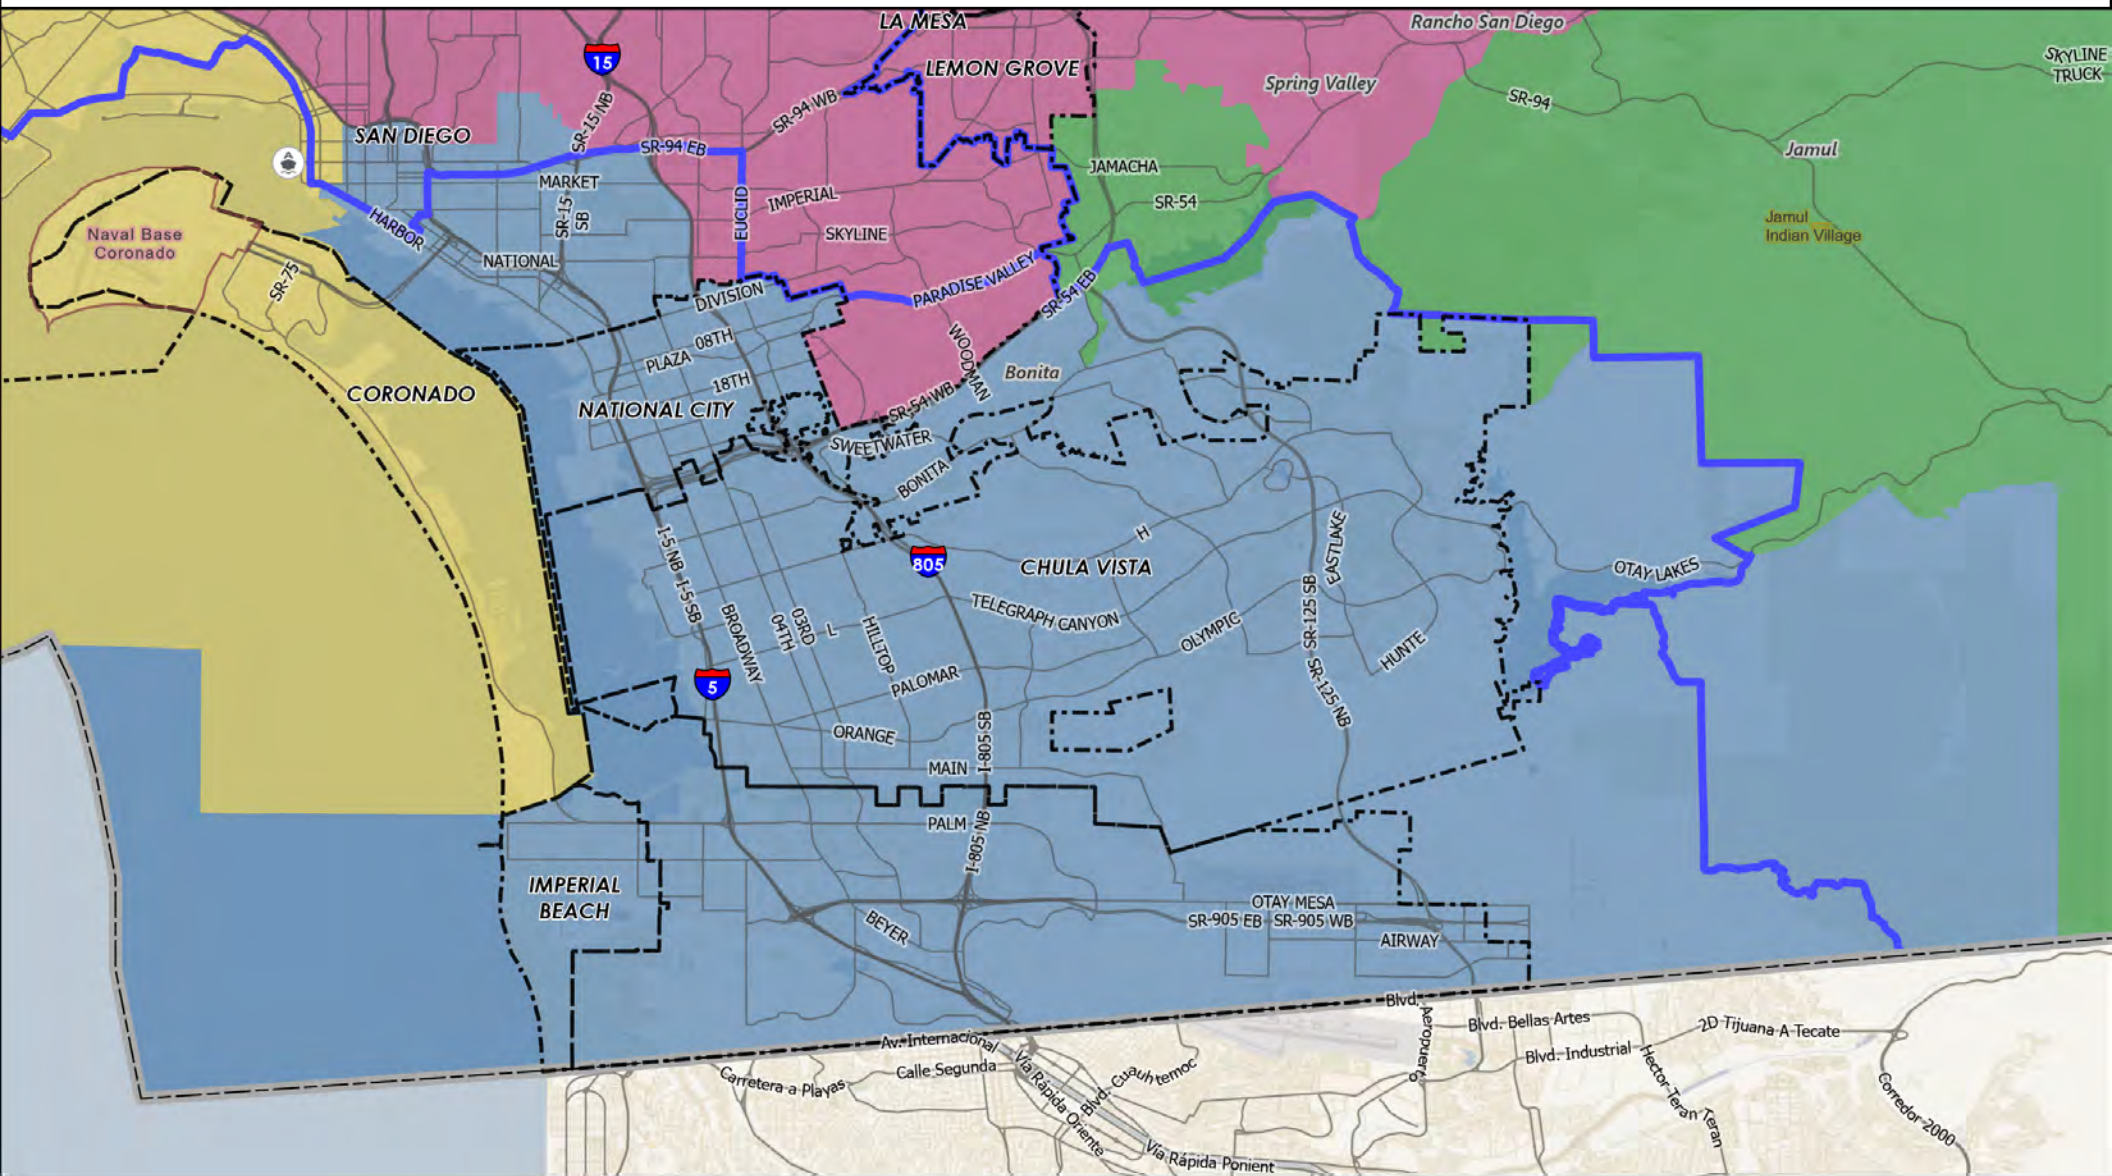 LA MESA
Rancho San Diego
SKYLINE
TRUCK
15
LEMON GROVE
Spring Valley
SR-94 WB
SR-15 NB
SR-94
SAN DIEGO
SR-94 EB
Jamul
JAMACHA
MARKET
IMPERIAL
SR-54
SR-15
SB
EUCLID
HARBOR
SKYLINE
Jamul
Indian Village
Naval Base
Coronado
NATIONAL
SR-75
PARADISE VALLEY
SR-54 EB
DIVISION
08TH
PLAZA
WOODMAN
18TH
Bonita
CORONADO
NATIONAL CITY
SR-54 WB
SWEETWATER
BONITA
H
EASTLAKE
I-5 NB
I-5 SB
805
CHULA VISTA
OTAY LAKES
TELEGRAPH CANYON
SR-125 SB
BROADWAY
03RD
04TH
L
HILLTOP
OLYMPIC
HUNTE
5
PALOMAR
SR-125 NB
ORANGE
I-805 SB
MAIN
PALM
I-805 NB
IMPERIAL
BEACH
OTAY MESA
SR-905 EB
SR-905 WB
BEYER
AIRWAY
Blvd. Aeropuerto
Blvd. Bellas Artes
2D Tijuana A Tecate
Av. Internacional
Blvd. Industrial
Calle Segunda
Carretera a Playas
Vía Rápida Oriente
Blvd. Cuauhtemoc
Hector Teran Teran
Corredor 2000
Vía Rápida Ponient